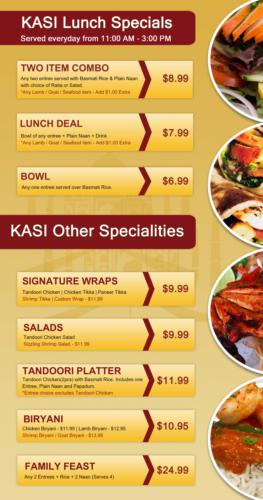 KASI Lunch Specials
Served everyday from 11:00 AM - 3:00 PM
TWO ITEM COMBO
Any two entree served with Basmati Rice & Plain Naan
with choice of Raita or Salad.
*Any Lamb / Goat / Seafood item - Add $1.00 Extra
$8.99
LUNCH DEAL
Bowl of any entree + Plain Naan + Drink
*Any Lamb / Goat / Seafood item - Add $1.00 Extra
$7.99
BOWL
Any one entree served over Basmati Rice.
$6.99
KASI Other Specialities
SIGNATURE WRAPS
Tandoori Chicken | Chicken Tikka | Paneer Tikka
Shrimp Tikka | Custom Wrap - $11.99
$9.99
SALADS
Tandoori Chicken Salad
Sizzling Shrimp Salad - $11.99
$9.99
TANDOORI PLATTER
Tandoori Chicken(2pcs) with Basmati Rice. Includes one
Entree, Plain Naan and Papadum.
*Entree choice excludes Tandoori Chicken
$11.99
BIRYANI
Chicken Biryani - $11.95 | Lamb Biryani - $12.95
Shrimp Biryani / Goat Biryani - $13.95
$10.95
FAMILY FEAST
Any 2 Entrees + Rice + 2 Naan (Serves 4)
$24.99